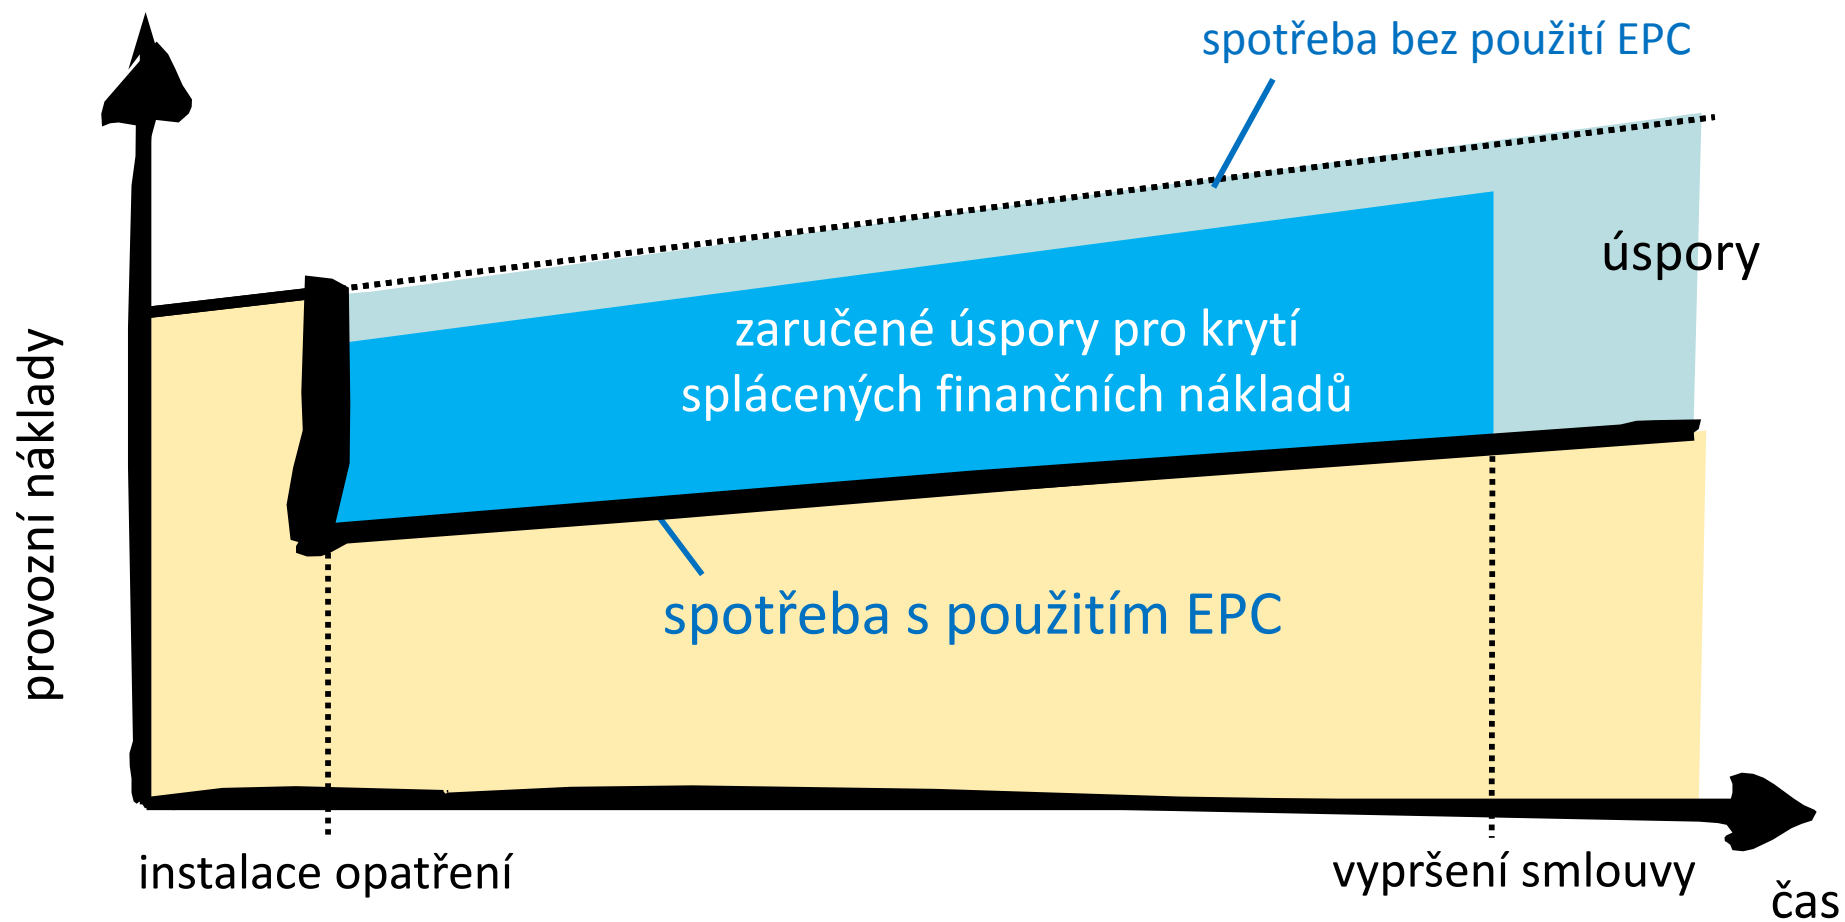 spotřeba bez použití EPC
úspory
zaručené úspory pro krytí
splácených finančních nákladů
provozní náklady
spotřeba s použitím EPC
instalace opatření
vypršení smlouvy
čas